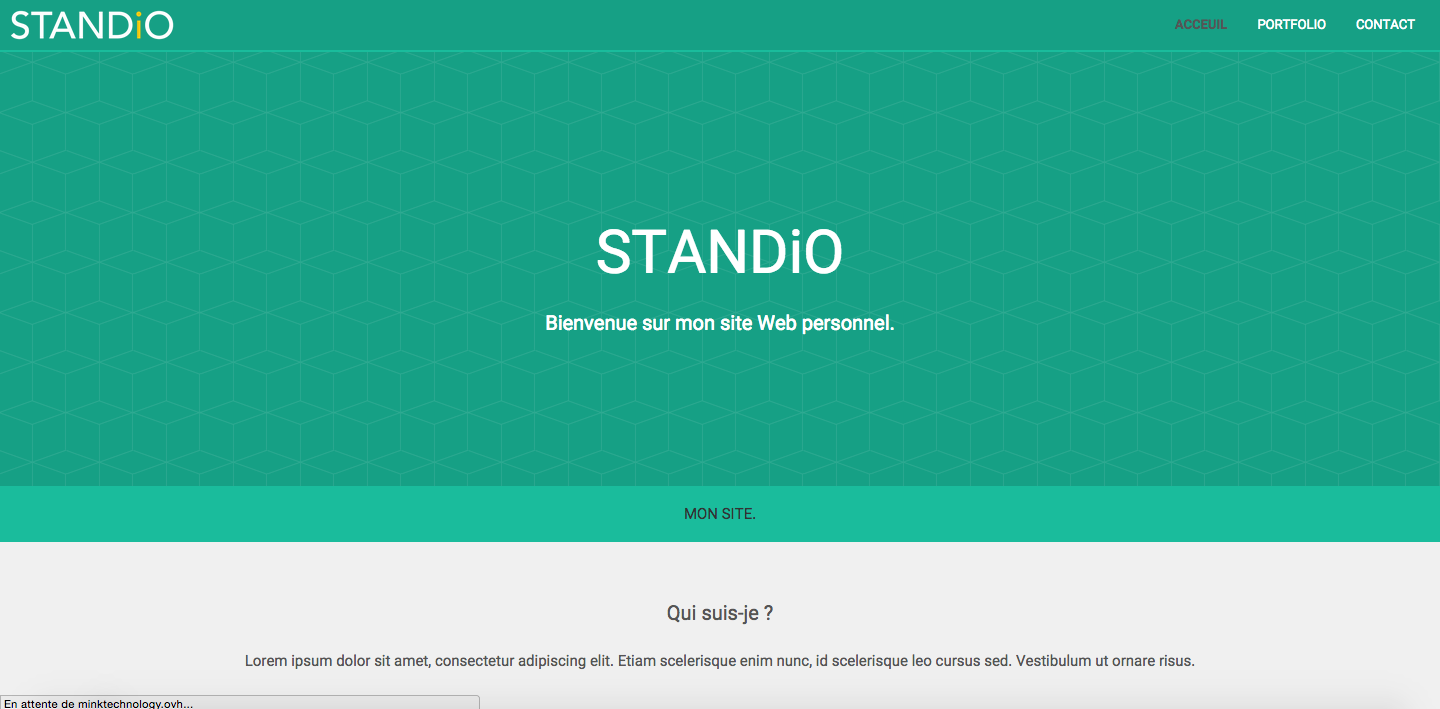 STANDiO
ACCEUIL PORTFOLIO CONTACT
STANDiO
Bienvenue sur mon site Web personnel.
MON SITE.
Qui suis-je ?
Lorem ipsum dolor sit amet, consectetur adipiscing elit. Etiam scelerisque enim nunc, id scelerisque leo cursus sed. Vestibulum ut ornare risus.
En attente de minktechnology.ovh...